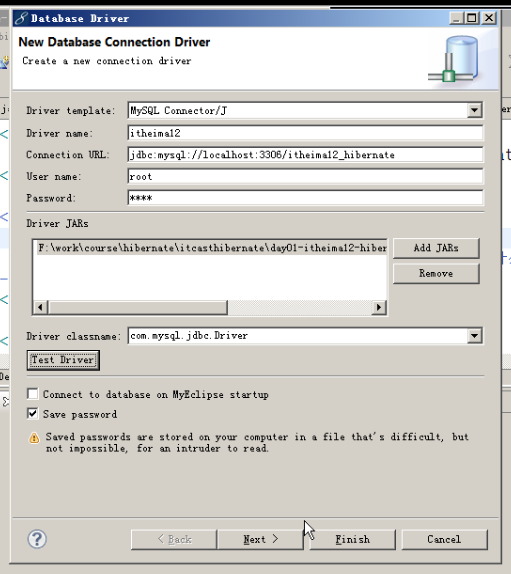 Database Driver
New Database Connection Driver
Create a new connection driver
Driver template: MySQL Connector/J
Driver name: itheima12
Connection URL: jdbc:mysql://localhost:3306/itheima12_hibernate
User name: root
Password: ****
Driver JARs
F:\work\course\hibernate\itcasthibernate\day01-itheima12-hiber
Add JARs
Remove
Driver classname: com.mysql.jdbc.Driver
Test Driver
Connect to database on MyEclipse startup
Save password
Saved passwords are stored on your computer in a file that's difficult, but
not impossible, for an intruder to read.
< Back Next > Finish Cancel